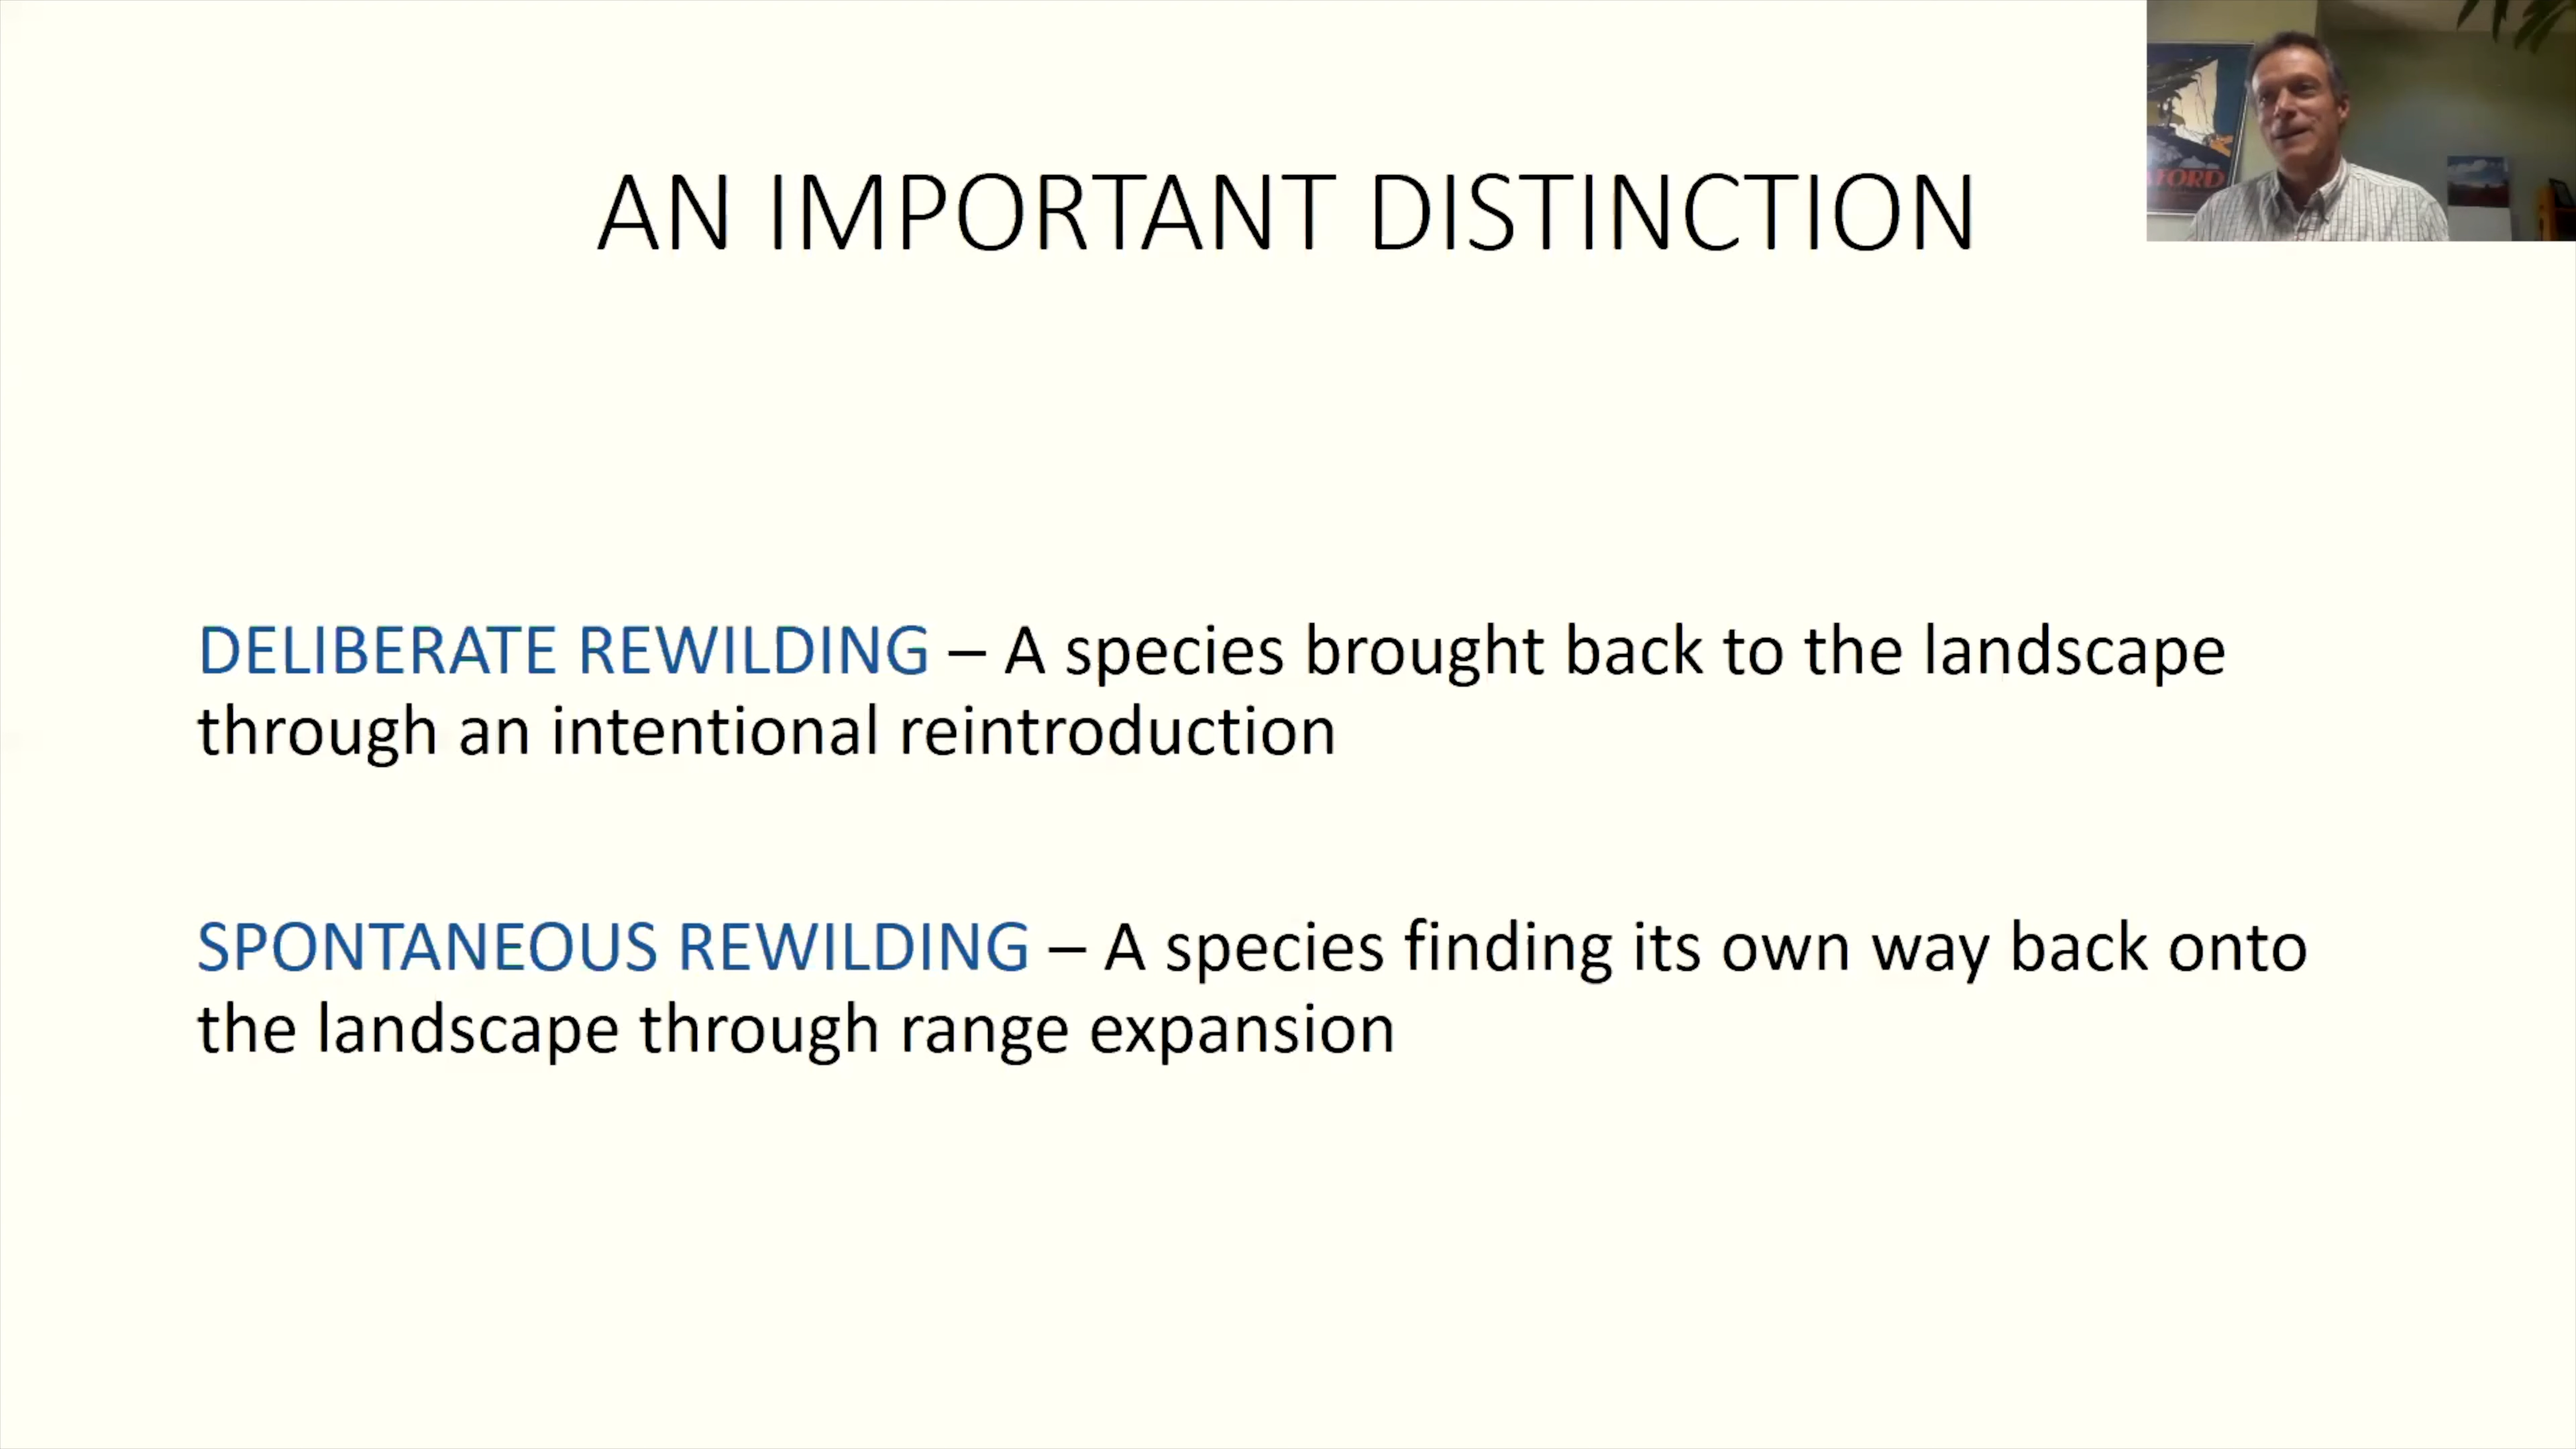 AN IMPORTANT DISTINCTION
DELIBERATE REWILDING – A species brought back to the landscape
through an intentional reintroduction
SPONTANEOUS REWILDING – A species finding its own way back onto
the landscape through range expansion